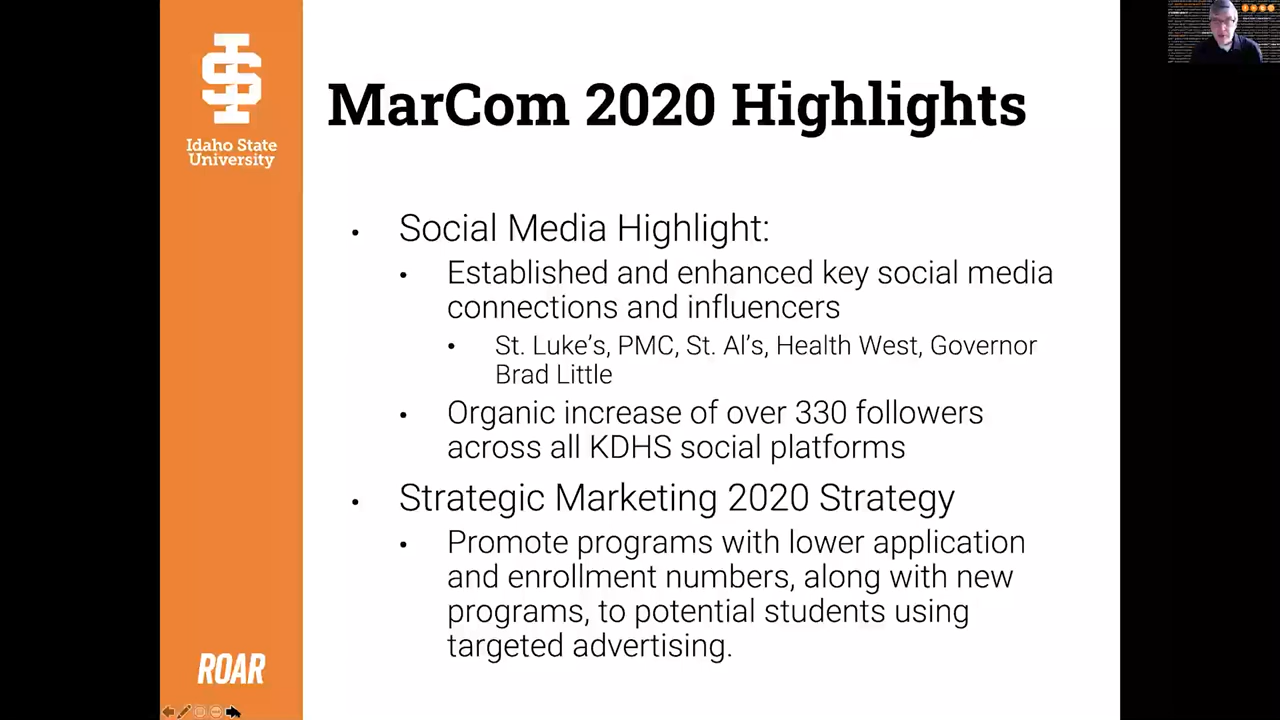 Idaho State
University
MarCom 2020 Highlights
• Social Media Highlight:
• Established and enhanced key social media
connections and influencers
• St. Luke’s, PMC, St. Al’s, Health West, Governor
Brad Little
• Organic increase of over 330 followers
across all KDHS social platforms
• Strategic Marketing 2020 Strategy
• Promote programs with lower application
and enrollment numbers, along with new
programs, to potential students using
targeted advertising.
ROAR